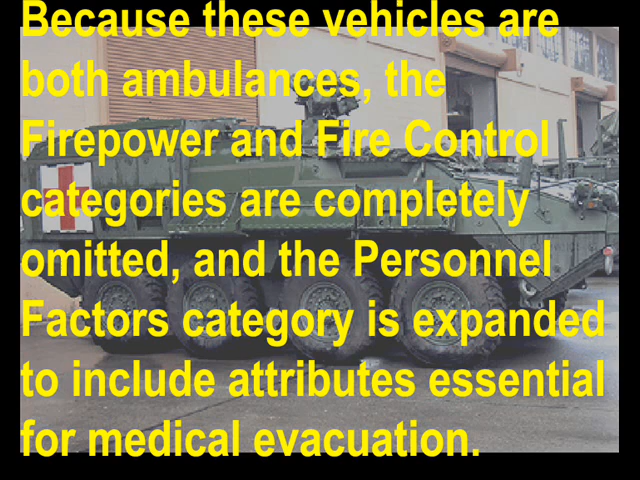 Because these vehicles are
both ambulances, the
Firepower and Fire Control
categories are completely
omitted, and the Personnel
Factors category is expanded
to include attributes essential
for medical evacuation.